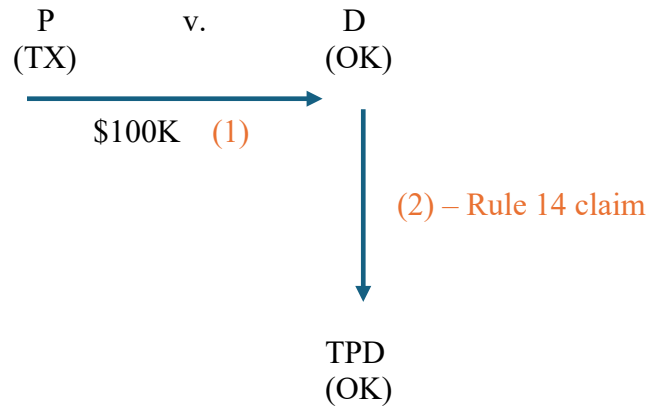 P v. D
(TX) (OK)
$100K (1)
(2) – Rule 14 claim
TPD
(OK)